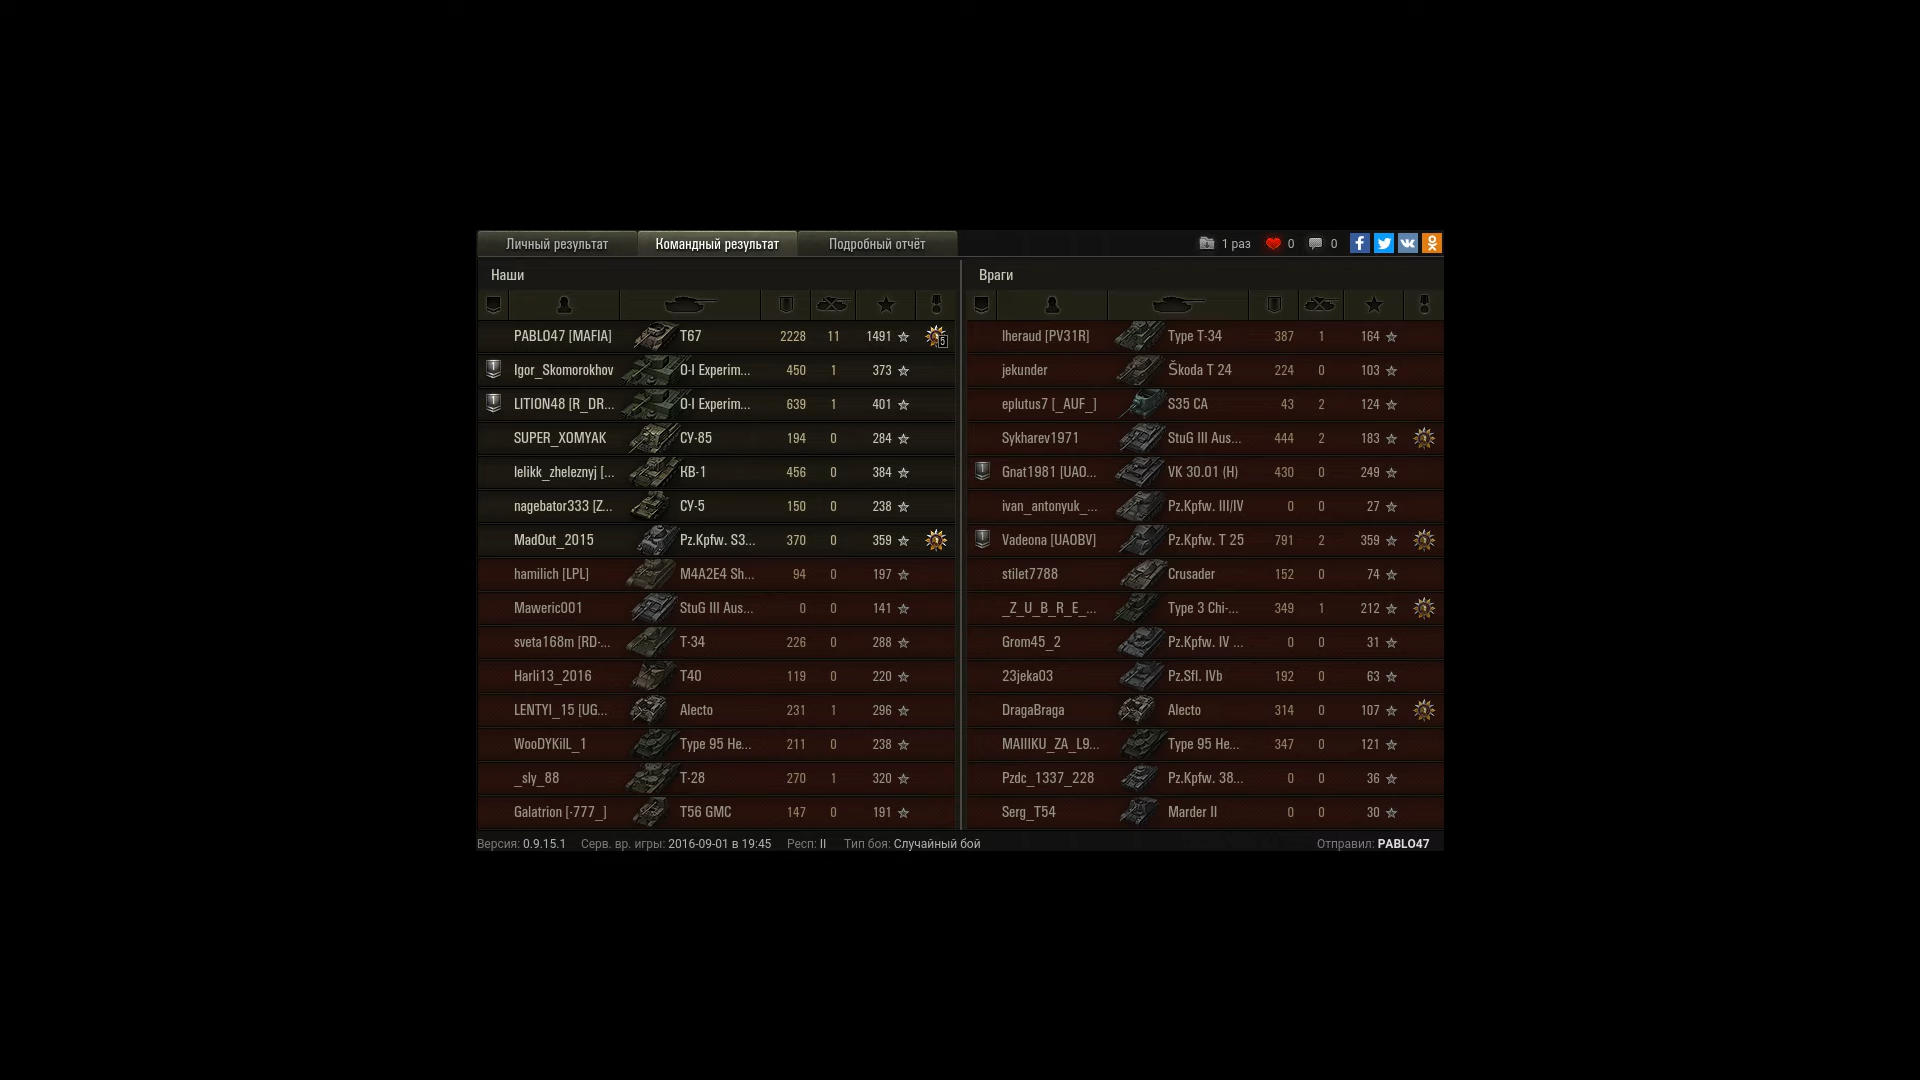 Личный результат Командный результат Подробный отчёт 1 раз 0 0
Наши Враги
PABLO47 [MAFIA] T67 2228 11 1491 5 lheraud [PV31R] Type T-34 387 1 164
1 Igor_Skomorokhov O-I Experim... 450 1 373 jekunder Škoda T 24 224 0 103
1 LITION48 [R_DR... O-I Experim... 639 1 401 eplutus7 [_AUF_] S35 CA 43 2 124
SUPER_XOMYAK СУ-85 194 0 284 Sykharev1971 StuG III Aus... 444 2 183
lelikk_zheleznyj [... КВ-1 456 0 384 1 Gnat1981 [UAO... VK 30.01 (H) 430 0 249
nagebator333 [Z... СУ-5 150 0 238 ivan_antonyuk_... Pz.Kpfw. III/IV 0 0 27
MadOut_2015 Pz.Kpfw. S3... 370 0 359 1 Vadeona [UAOBV] Pz.Kpfw. T 25 791 2 359
hamilich [LPL] M4A2E4 Sh... 94 0 197 stilet7788 Crusader 152 0 74
Maweric001 StuG III Aus... 0 0 141 _Z_U_B_R_E_... Type 3 Chi-... 349 1 212
sveta168m [RD-... Т-34 226 0 288 Grom45_2 Pz.Kpfw. IV ... 0 0 31
Harli13_2016 T40 119 0 220 23jeka03 Pz.Sfl. IVb 192 0 63
LENTYI_15 [UG... Alecto 231 1 296 DragaBraga Alecto 314 0 107
WooDYKilL_1 Type 95 He... 211 0 238 MAIIIKU_ZA_L9... Type 95 He... 347 0 121
_sly_88 Т-28 270 1 320 Pzdc_1337_228 Pz.Kpfw. 38... 0 0 36
Galatrion [-777_] T56 GMC 147 0 191 Serg_T54 Marder II 0 0 30
Версия: 0.9.15.1 Серв. вр. игры: 2016-09-01 в 19:45 Респ: II Тип боя: Случайный бой Отправил: PABLO47